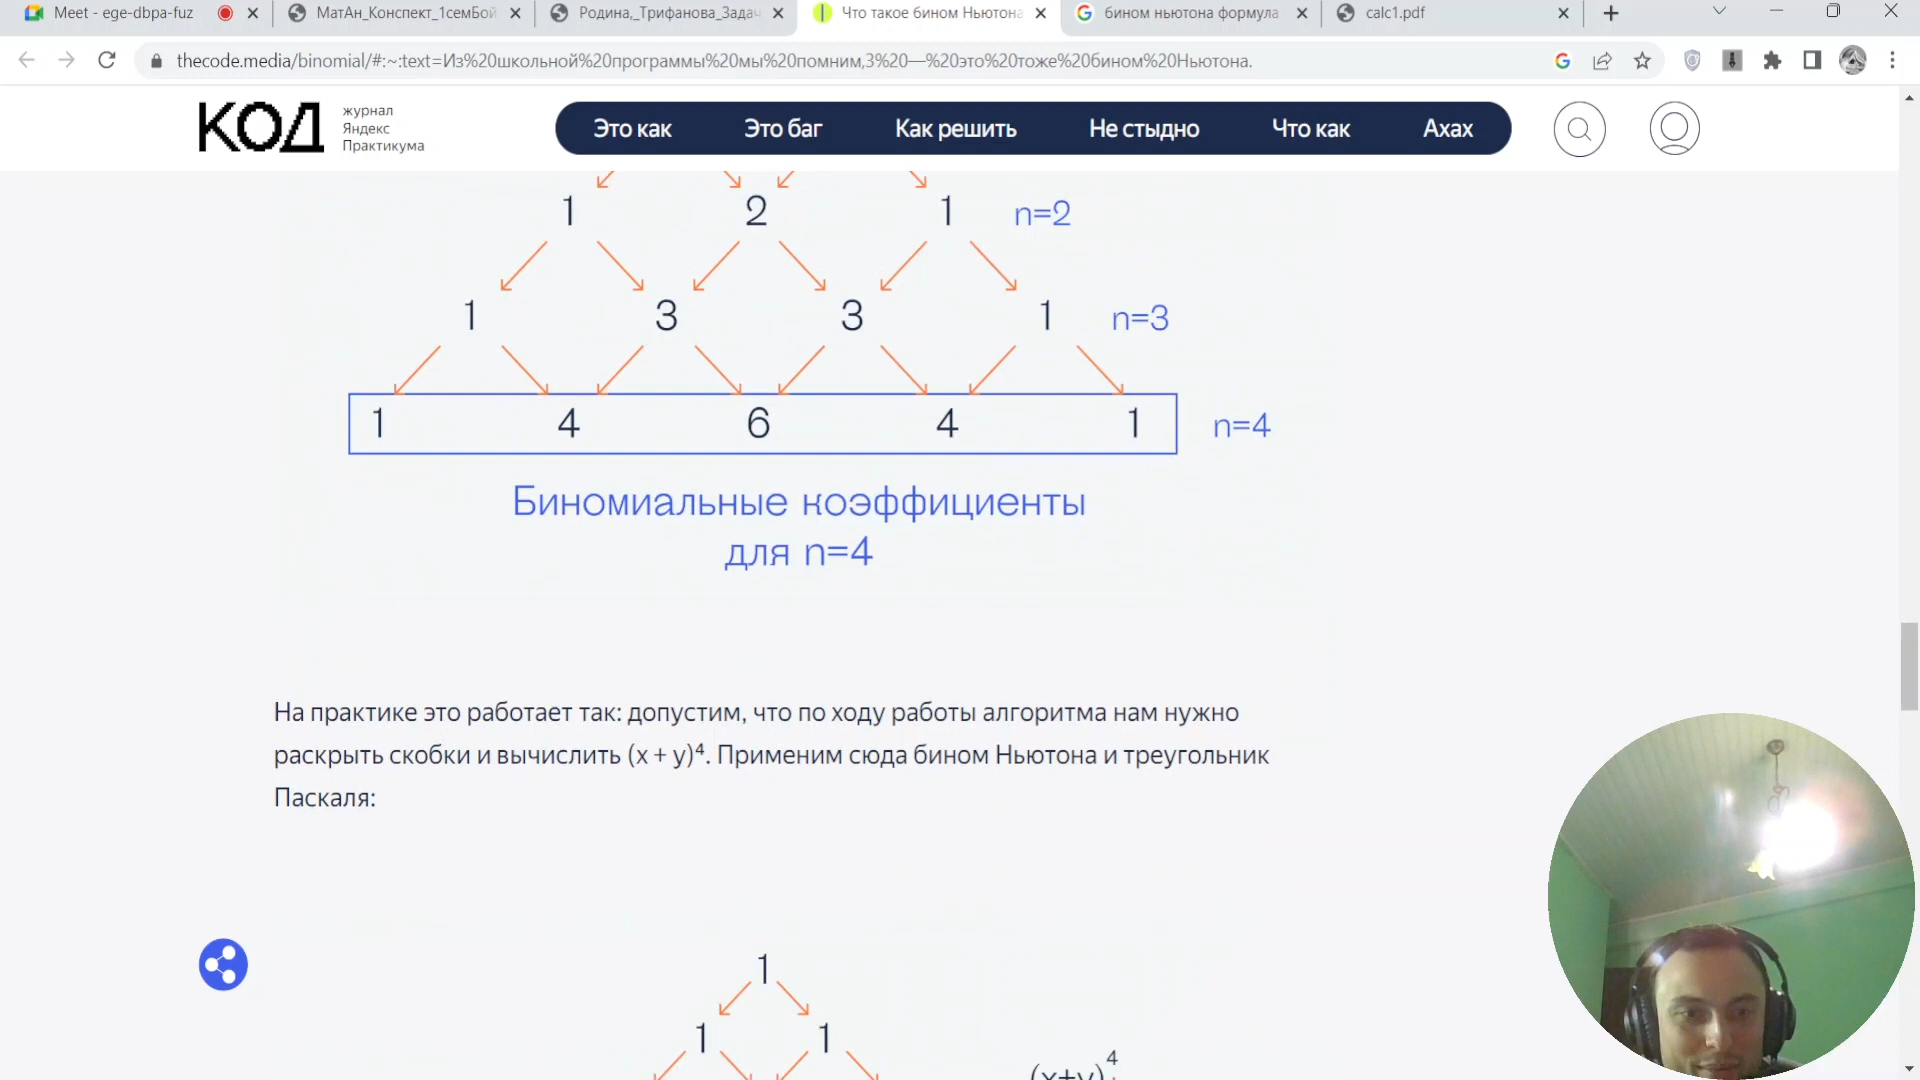 Meet - ege-dbpa-fuz
МатАн_Конспект_1семБой
Родина,_Трифанова_Задач
Что такое бином Ньютона
бином ньютона формула
calc1.pdf
thecode.media/binomial/#:~:text=Из%20школьной%20программы%20мы%20помним,3%20—%20это%20тоже%20бином%20Ньютона.
КОД
журнал
Яндекс
Практикума
Это как
Это баг
Как решить
Не стыдно
Что как
Ахах
1 2 1 n=2
1 3 3 1 n=3
1 4 6 4 1 n=4
Биномиальные коэффициенты
для n=4
На практике это работает так: допустим, что по ходу работы алгоритма нам нужно
раскрыть скобки и вычислить (x + y)⁴. Применим сюда бином Ньютона и треугольник
Паскаля:
1
1 1
(x+y)⁴